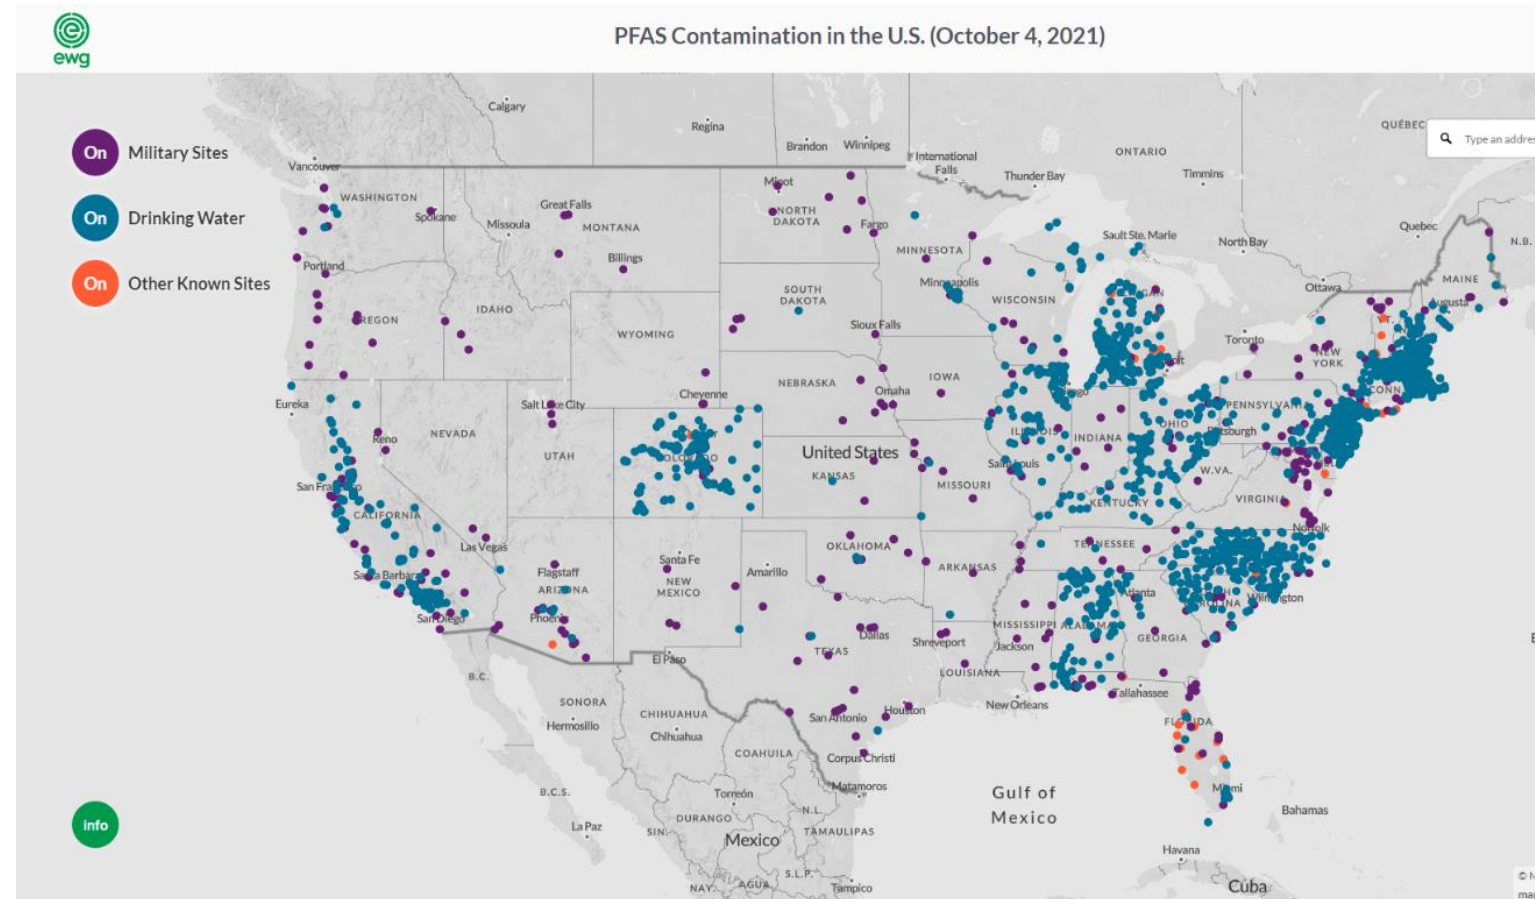 ewg
PFAS Contamination in the U.S. (October 4, 2021)
On Military Sites
On Drinking Water
On Other Known Sites
info
Type an addre
Calgary
Regina
Brandon
Winnipeg
International
Falls
Thunder Bay
ONTARIO
Timmins
QUÉBEC
Vancouver
WASHINGTON
Spokane
Missoula
Great Falls
MONTANA
Billings
Minot
NORTH
DAKOTA
Fargo
MINNESOTA
Minneapolis
WISCONSIN
Sault Ste. Marie
North Bay
Quebec
N.B.
MAINE
Augusta
Ottawa
Toronto
NEW
YORK
CONN
Portland
IDAHO
WYOMING
SOUTH
DAKOTA
Sioux Falls
IOWA
NEBRASKA
Omaha
Cheyenne
Eureka
Reno
NEVADA
Salt Lake City
UTAH
United States
KANSAS
MISSOURI
INDIANA
OHIO
PENNSYLVANIA
Pittsburgh
W.VA.
VIRGINIA
Norfolk
KENTUCKY
TENNESSEE
CALIFORNIA
Las Vegas
Santa Barbara
San Diego
Flagstaff
ARIZONA
Phoenix
Santa Fe
NEW
MEXICO
Amarillo
OKLAHOMA
ARKANSAS
Atlanta
Wilmington
MISSISSIPPI
ALABAMA
GEORGIA
Jackson
Shreveport
Dallas
TEXAS
El Paso
LOUISIANA
New Orleans
Tallahassee
Houston
San Antonio
Corpus Christi
Matamoros
FLORIDA
Miami
Bahamas
Gulf of
Mexico
Havana
Cuba
B.C.
SONORA
Hermosillo
CHIHUAHUA
Chihuahua
COAHUILA
B.C.S.
La Paz
Torreón
DURANGO
N.L.
SIN.
Mexico
TAMAULIPAS
S.L.P.
NAY.
AGUA
Tampico